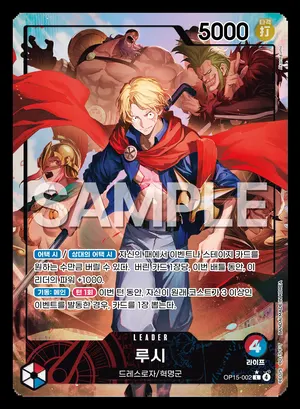 5000
타격
打
SAMPLE
어택 시 / 상대의 어택 시 자신의 패에서 이벤트나 스테이지 카드를
원하는 수만큼 버릴 수 있다. 버린 카드 1장당, 이번 배틀 동안, 이
리더의 파워 +1000.
기동: 메인 턴 1회 이번 턴 동안, 자신이 원래 코스트가 3 이상인
이벤트를 발동한 경우, 카드를 1장 뽑는다.
LEADER
루시
드레스로자/혁명군
4
라이프
OP15-002 L